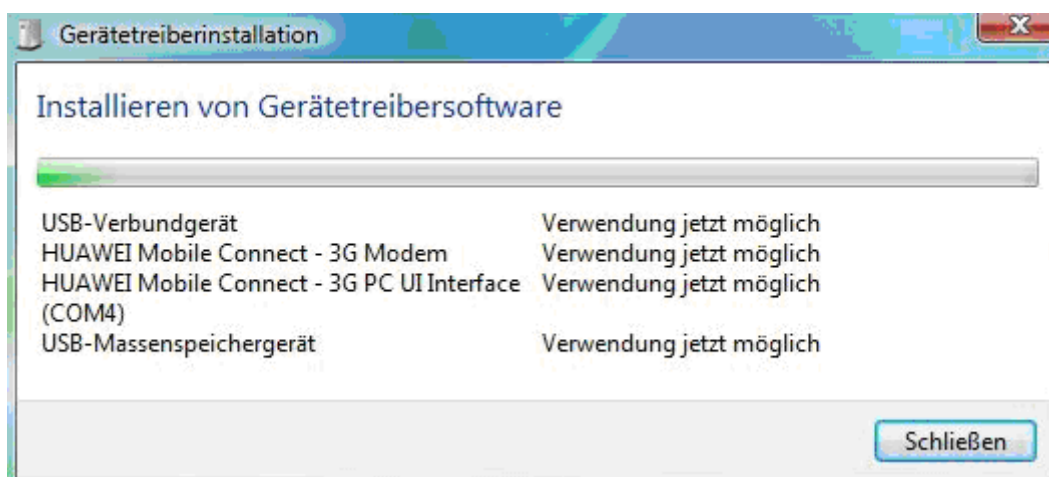 Gerätetreiberinstallation
Installieren von Gerätetreibersoftware
USB-Verbundgerät Verwendung jetzt möglich
HUAWEI Mobile Connect - 3G Modem Verwendung jetzt möglich
HUAWEI Mobile Connect - 3G PC UI Interface Verwendung jetzt möglich
(COM4)
USB-Massenspeichergerät Verwendung jetzt möglich
Schließen